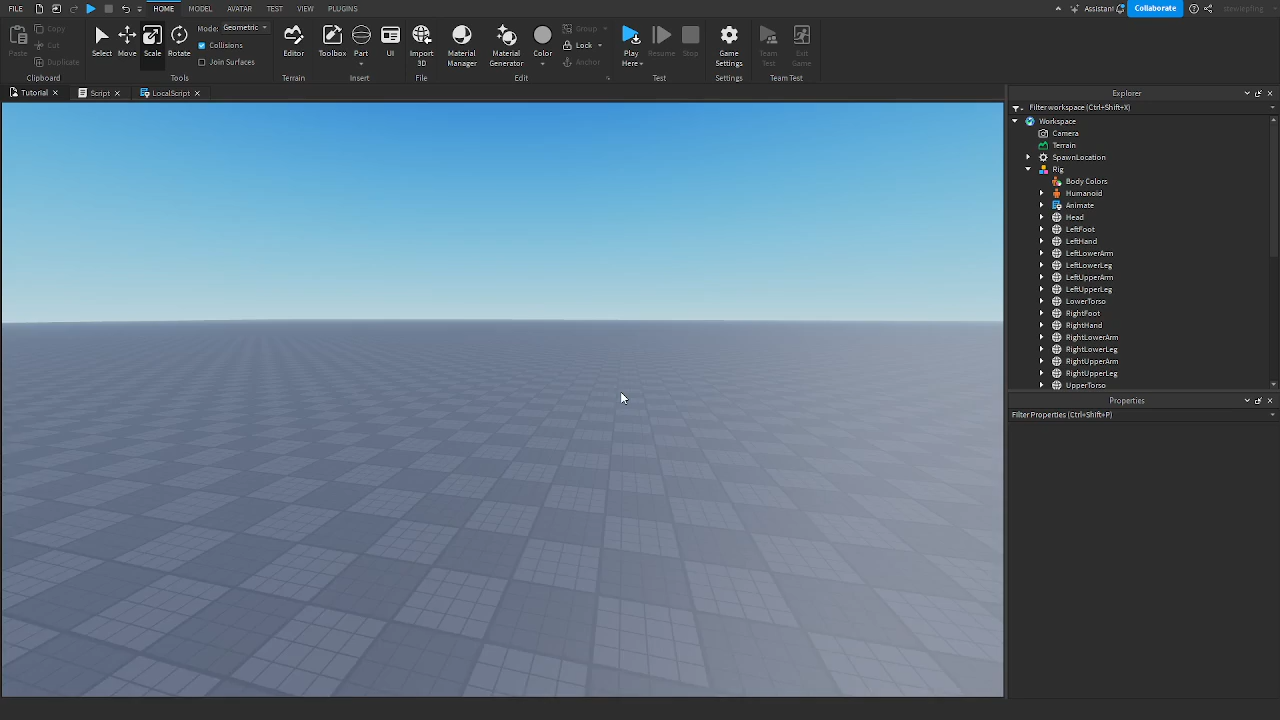 FILE HOME MODEL AVATAR TEST VIEW PLUGINS Assistant Collaborate
Copy Mode: Geometric Group
Cut Collisions Lock
Paste Duplicate Select Move Scale Rotate Join Surfaces Editor Toolbox Part UI Import 3D Material Manager Material Generator Color Anchor Play Here Resume Stop Game Settings Team Test Exit Game
Clipboard Tools Terrain Insert File Edit Test Settings Team Test
Tutorial Script LocalScript
Explorer
Filter workspace (Ctrl+Shift+X)
Workspace
Camera
Terrain
SpawnLocation
Rig
Body Colors
Humanoid
Animate
Head
LeftFoot
LeftHand
LeftLowerArm
LeftLowerLeg
LeftUpperArm
LeftUpperLeg
LowerTorso
RightFoot
RightHand
RightLowerArm
RightLowerLeg
RightUpperArm
RightUpperLeg
UpperTorso
Properties
Filter Properties (Ctrl+Shift+P)